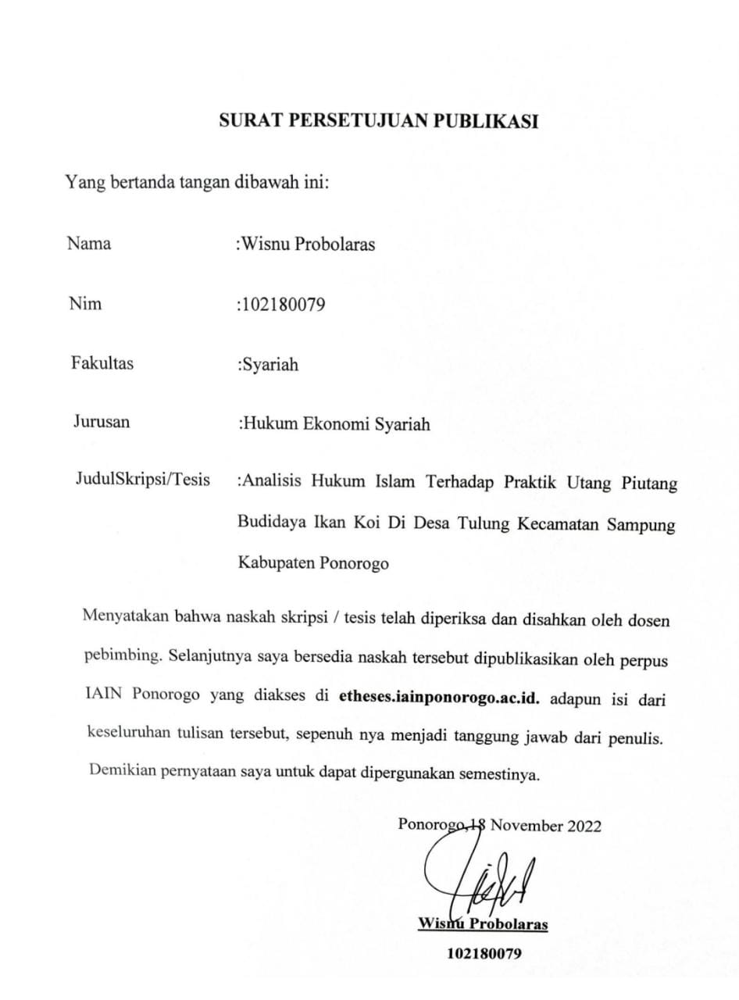 SURAT PERSETUJUAN PUBLIKASI
Yang bertanda tangan dibawah ini:
Nama :Wisnu Probolaras
Nim :102180079
Fakultas :Syariah
Jurusan :Hukum Ekonomi Syariah
JudulSkripsi/Tesis :Analisis Hukum Islam Terhadap Praktik Utang Piutang
Budidaya Ikan Koi Di Desa Tulung Kecamatan Sampung
Kabupaten Ponorogo
Menyatakan bahwa naskah skripsi / tesis telah diperiksa dan disahkan oleh dosen
pebimbing. Selanjutnya saya bersedia naskah tersebut dipublikasikan oleh perpus
IAIN Ponorogo yang diakses di etheses.iainponorogo.ac.id. adapun isi dari
keseluruhan tulisan tersebut, sepenuh nya menjadi tanggung jawab dari penulis.
Demikian pernyataan saya untuk dapat dipergunakan semestinya.
Ponorogo,18 November 2022
Wisnu Probolaras
102180079